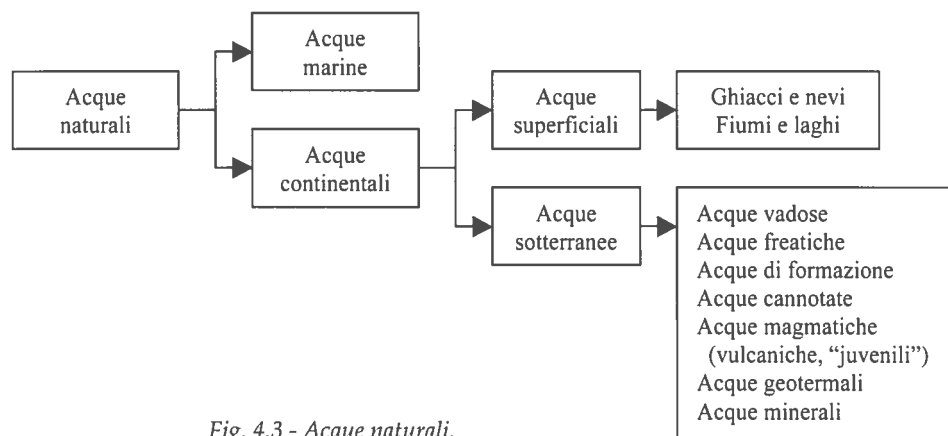 Acque
naturali
Acque
marine
Acque
continentali
Acque
superficiali
Ghiacci e nevi
Fiumi e laghi
Acque
sotterranee
Acque vadose
Acque freatiche
Acque di formazione
Acque cannotate
Acque magmatiche
(vulcaniche, “juvenili”)
Acque geotermali
Acque minerali
Fig. 4.3 - Acque naturali.